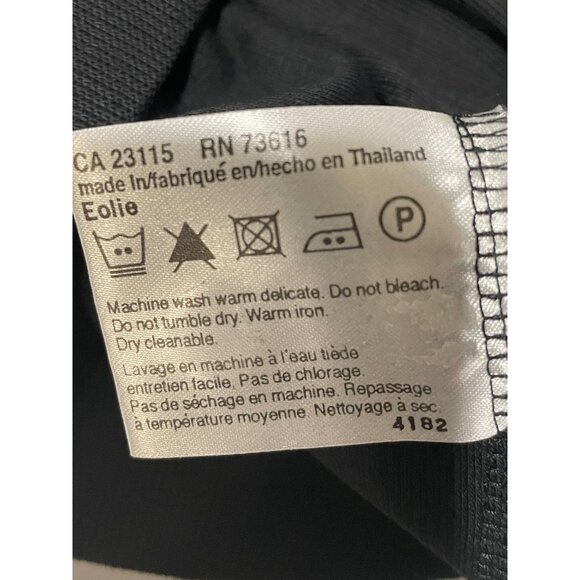 CA 23115 RN 73616
made In/fabriqué en/hecho en Thailand
Eolie
P
Machine wash warm delicate. Do not bleach.
Do not tumble dry. Warm iron.
Dry cleanable.
Lavage en machine à l'eau tiède
entretien facile. Pas de chlorage.
Pas de séchage en machine. Repassage
à température moyenne. Nettoyage à sec.
4182